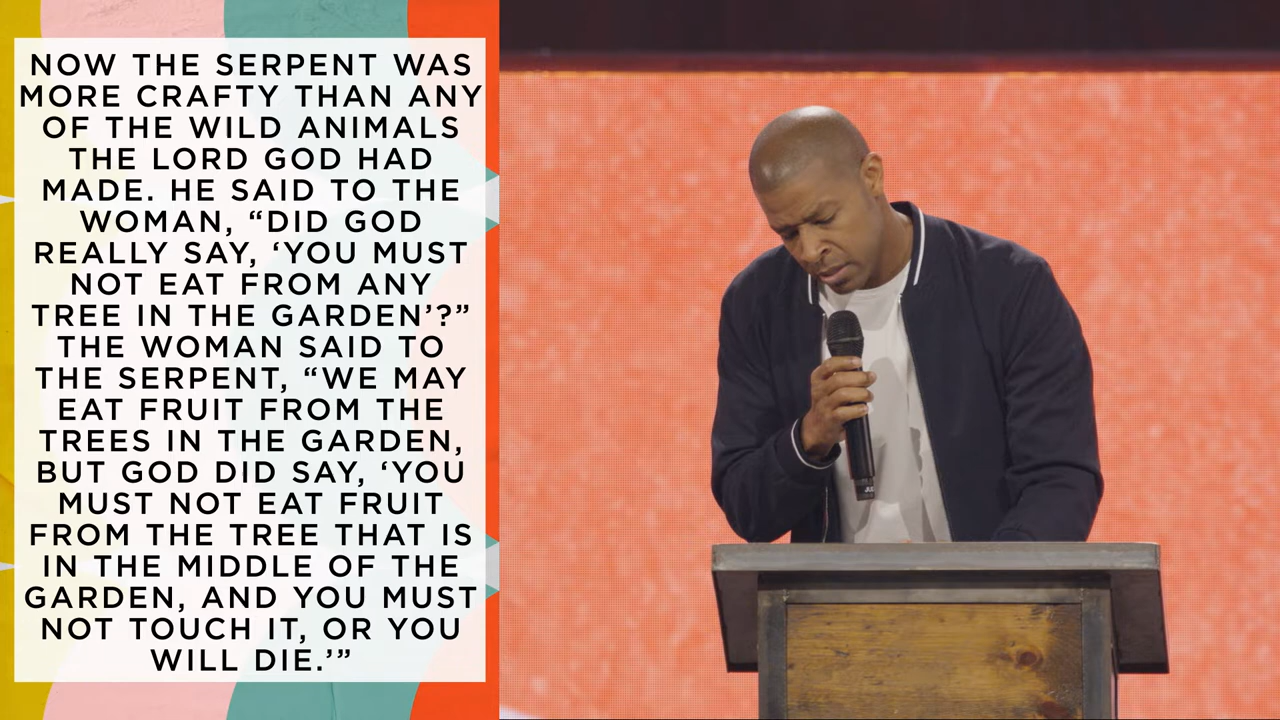 NOW THE SERPENT WAS
MORE CRAFTY THAN ANY
OF THE WILD ANIMALS
THE LORD GOD HAD
MADE. HE SAID TO THE
WOMAN, “DID GOD
REALLY SAY, ‘YOU MUST
NOT EAT FROM ANY
TREE IN THE GARDEN’?”
THE WOMAN SAID TO
THE SERPENT, “WE MAY
EAT FRUIT FROM THE
TREES IN THE GARDEN,
BUT GOD DID SAY, ‘YOU
MUST NOT EAT FRUIT
FROM THE TREE THAT IS
IN THE MIDDLE OF THE
GARDEN, AND YOU MUST
NOT TOUCH IT, OR YOU
WILL DIE.’”